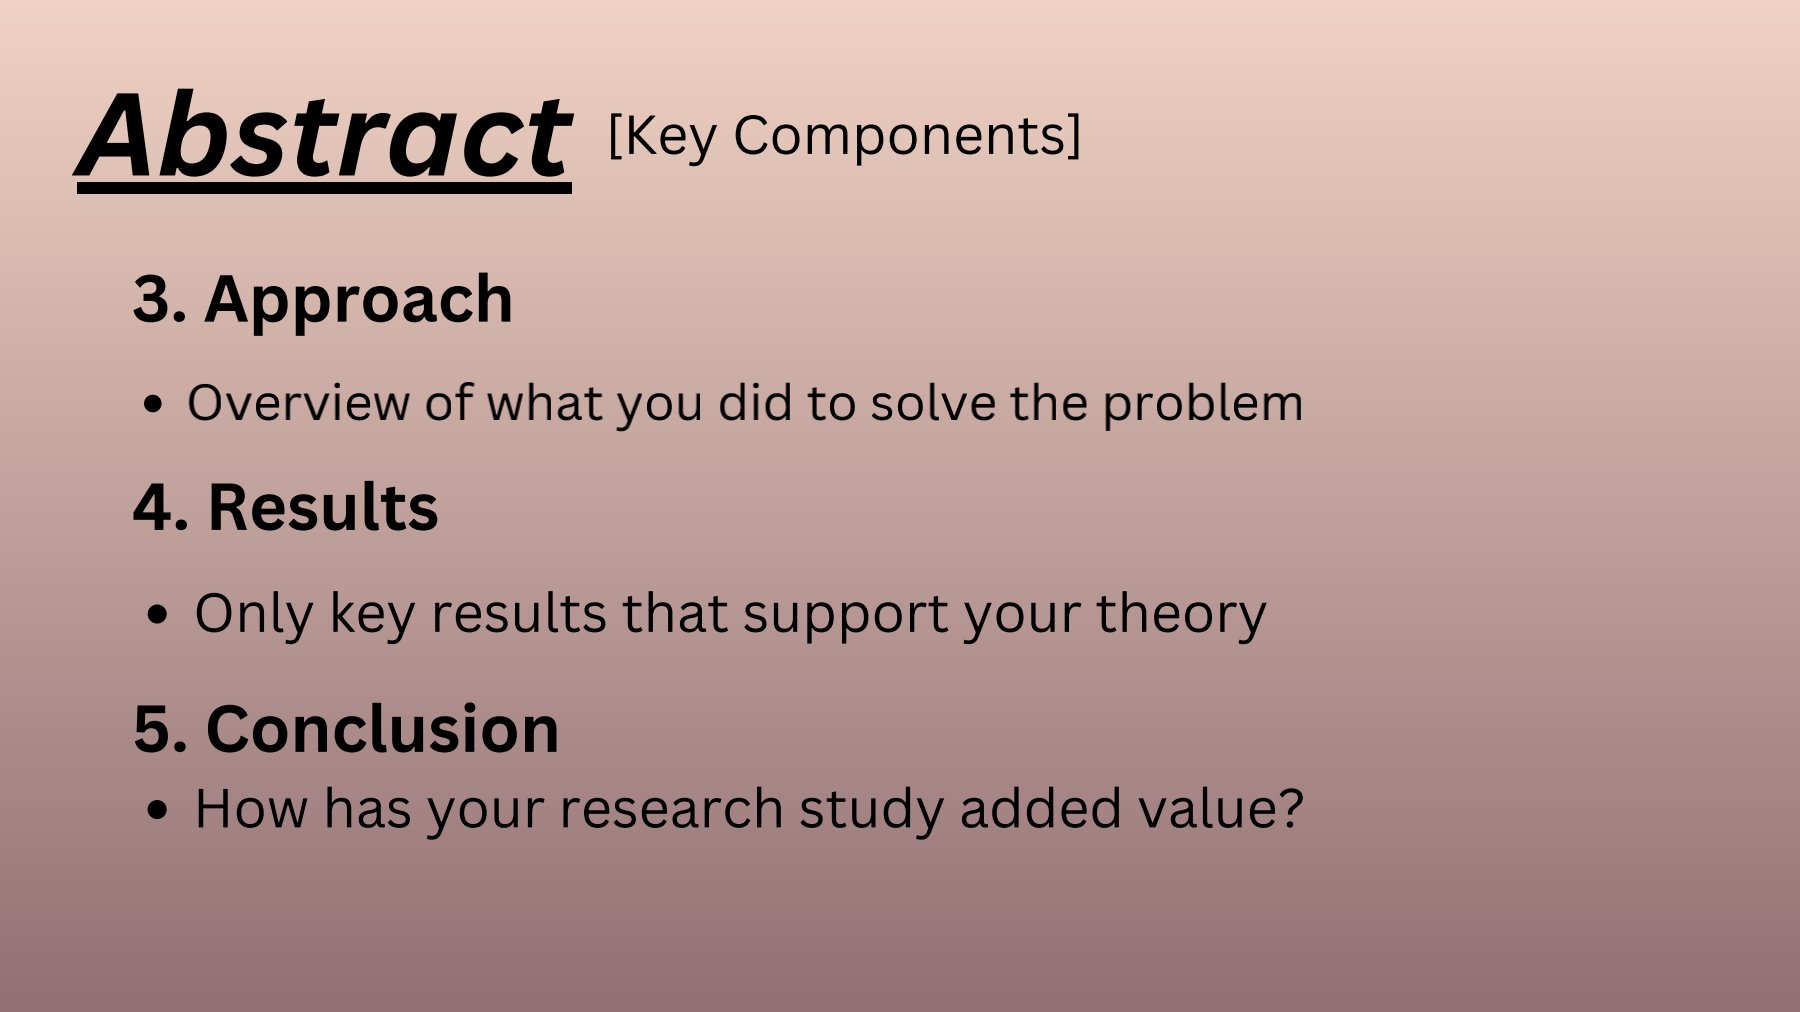 Abstract [Key Components]
3. Approach
• Overview of what you did to solve the problem
4. Results
• Only key results that support your theory
5. Conclusion
• How has your research study added value?